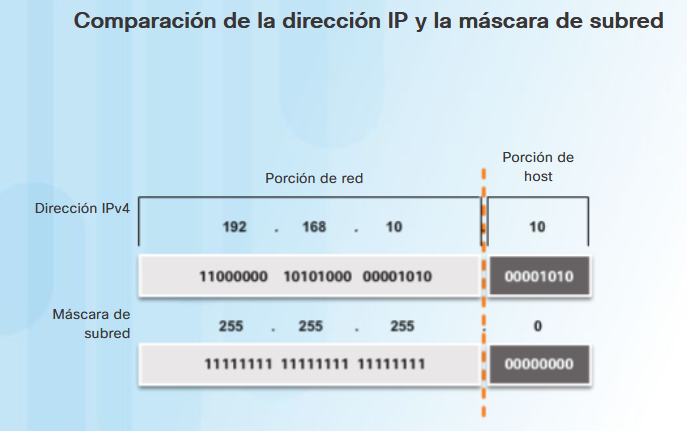 Comparación de la dirección IP y la máscara de subred
Porción de red
Porción de
host
Dirección IPv4
192 . 168 . 10 . 10
11000000 10101000 00001010 00001010
Máscara de
subred
255 . 255 . 255 . 0
11111111 11111111 11111111 00000000